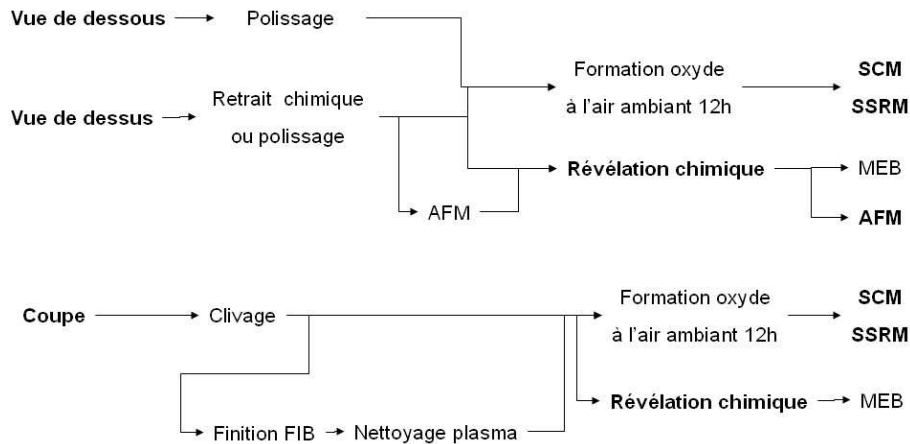 Vue de dessous
Polissage
Formation oxyde
à l'air ambiant 12h
SCM
SSRM
Vue de dessus
Retrait chimique
ou polissage
Révélation chimique
MEB
AFM
AFM
Coupe
Clivage
Formation oxyde
à l'air ambiant 12h
SCM
SSRM
Révélation chimique
MEB
Finition FIB
Nettoyage plasma